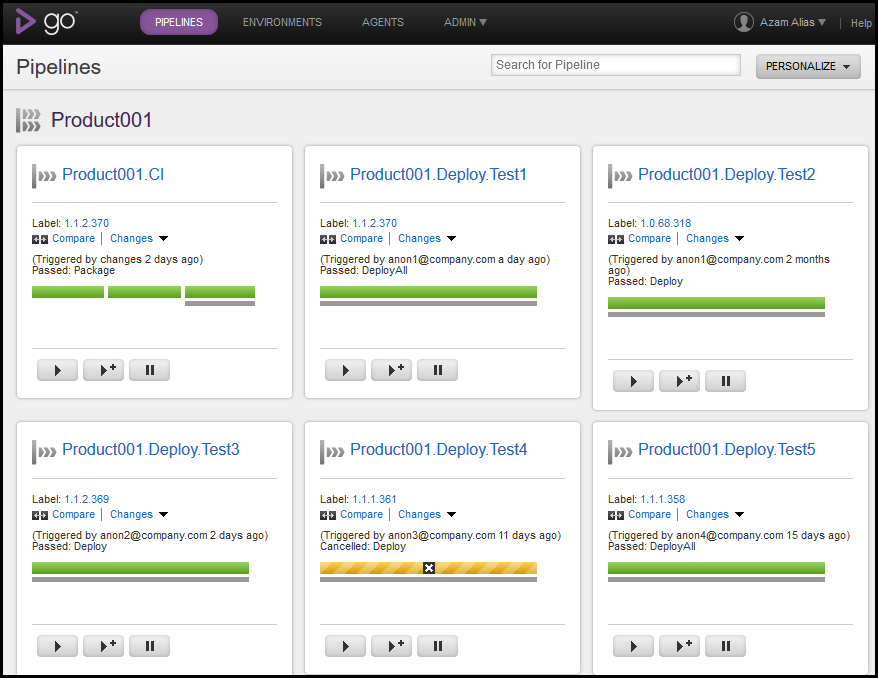 go™ PIPELINES ENVIRONMENTS AGENTS ADMIN ▼ Azam Alias ▼ | Help
Pipelines Search for Pipeline PERSONALIZE
Product001
Product001.CI
Label: 1.1.2.370
Compare | Changes
(Triggered by changes 2 days ago)
Passed: Package
Product001.Deploy.Test1
Label: 1.1.2.370
Compare | Changes
(Triggered by anon1@company.com a day ago)
Passed: DeployAll
Product001.Deploy.Test2
Label: 1.0.68.318
Compare | Changes
(Triggered by anon1@company.com 2 months
ago)
Passed: Deploy
Product001.Deploy.Test3
Label: 1.1.2.369
Compare | Changes
(Triggered by anon2@company.com 2 days ago)
Passed: Deploy
Product001.Deploy.Test4
Label: 1.1.1.361
Compare | Changes
(Triggered by anon3@company.com 11 days ago)
Cancelled: Deploy
Product001.Deploy.Test5
Label: 1.1.1.358
Compare | Changes
(Triggered by anon4@company.com 15 days ago)
Passed: DeployAll